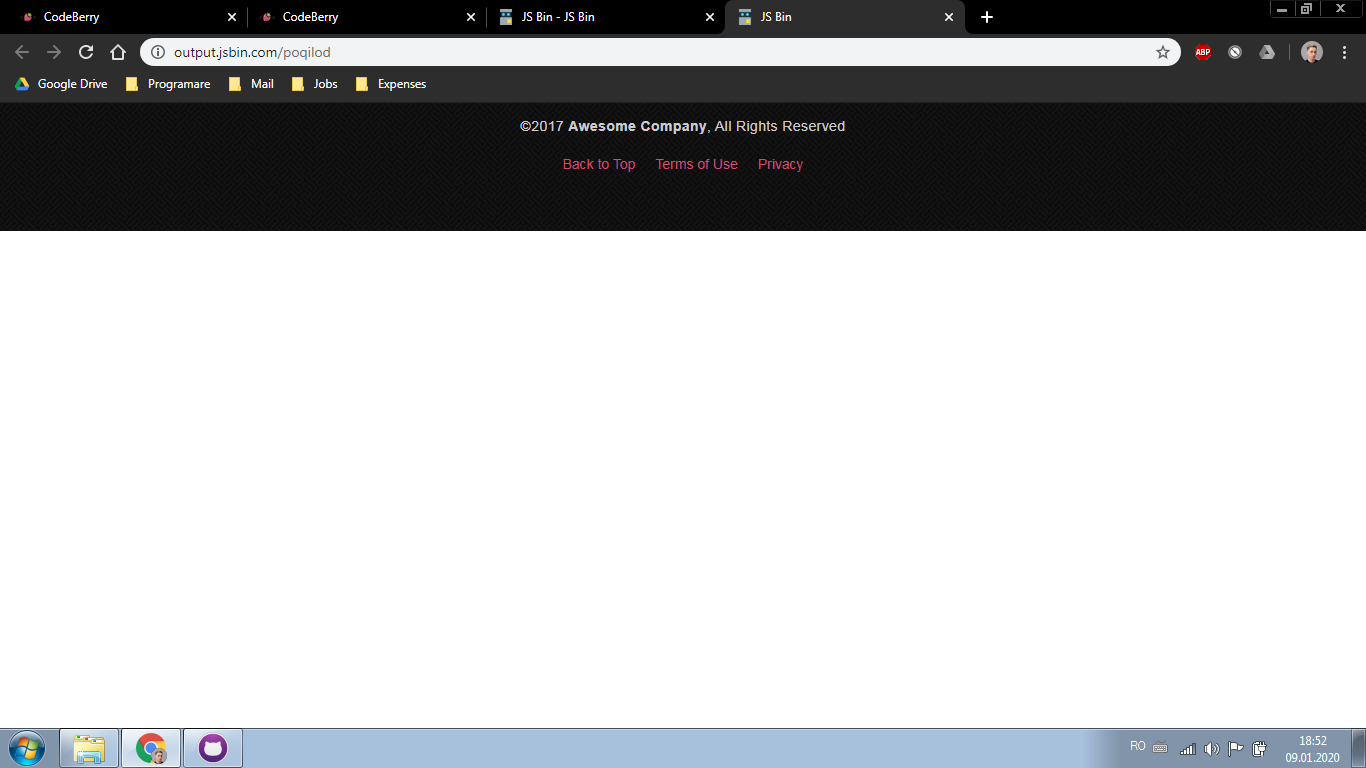 CodeBerry
CodeBerry
JS Bin - JS Bin
JS Bin
output.jsbin.com/poqilod
ABP
Google Drive
Programare
Mail
Jobs
Expenses
©2017 Awesome Company, All Rights Reserved
Back to Top Terms of Use Privacy
RO
18:52
09.01.2020